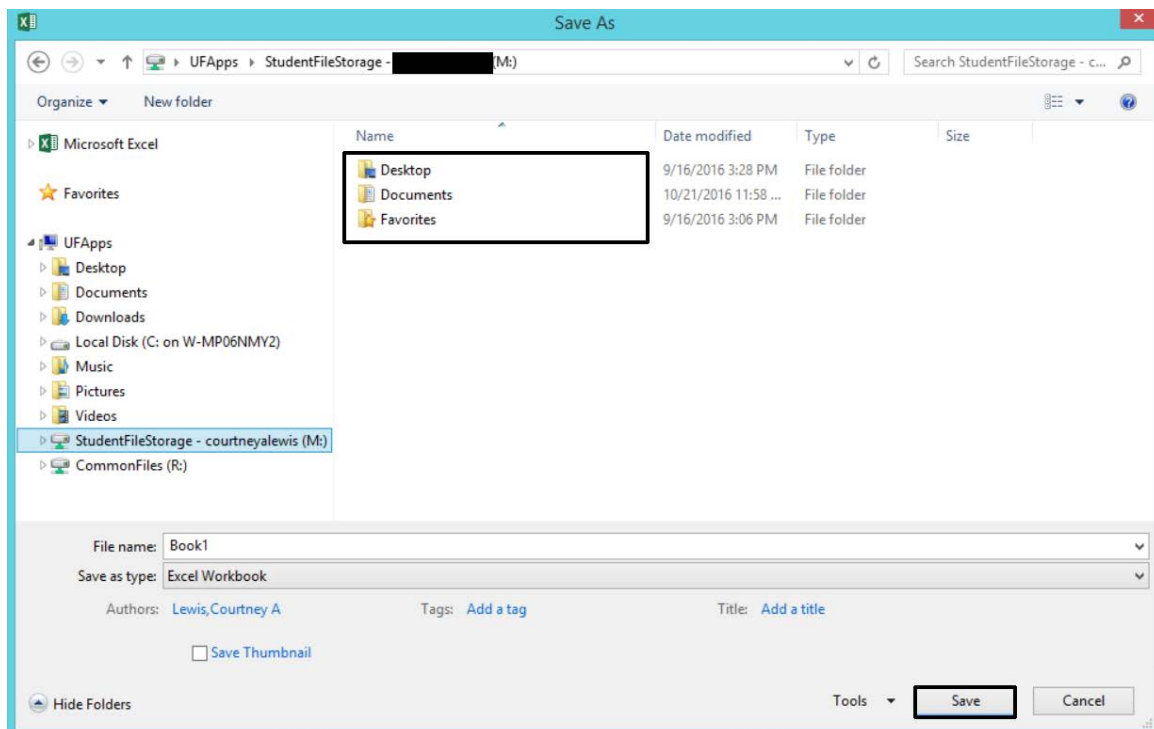 Save As
UFApps StudentFileStorage - (M:)
Search StudentFileStorage - c...
Organize New folder
Name Date modified Type Size
Microsoft Excel
Favorites
UFApps
Desktop
Documents
Downloads
Local Disk (C: on W-MP06NMY2)
Music
Pictures
Videos
StudentFileStorage - courtneyalewis (M:)
CommonFiles (R:)
Desktop 9/16/2016 3:28 PM File folder
Documents 10/21/2016 11:58 ... File folder
Favorites 9/16/2016 3:06 PM File folder
File name: Book1
Save as type: Excel Workbook
Authors: Lewis,Courtney A Tags: Add a tag Title: Add a title
Save Thumbnail
Hide Folders Tools Save Cancel